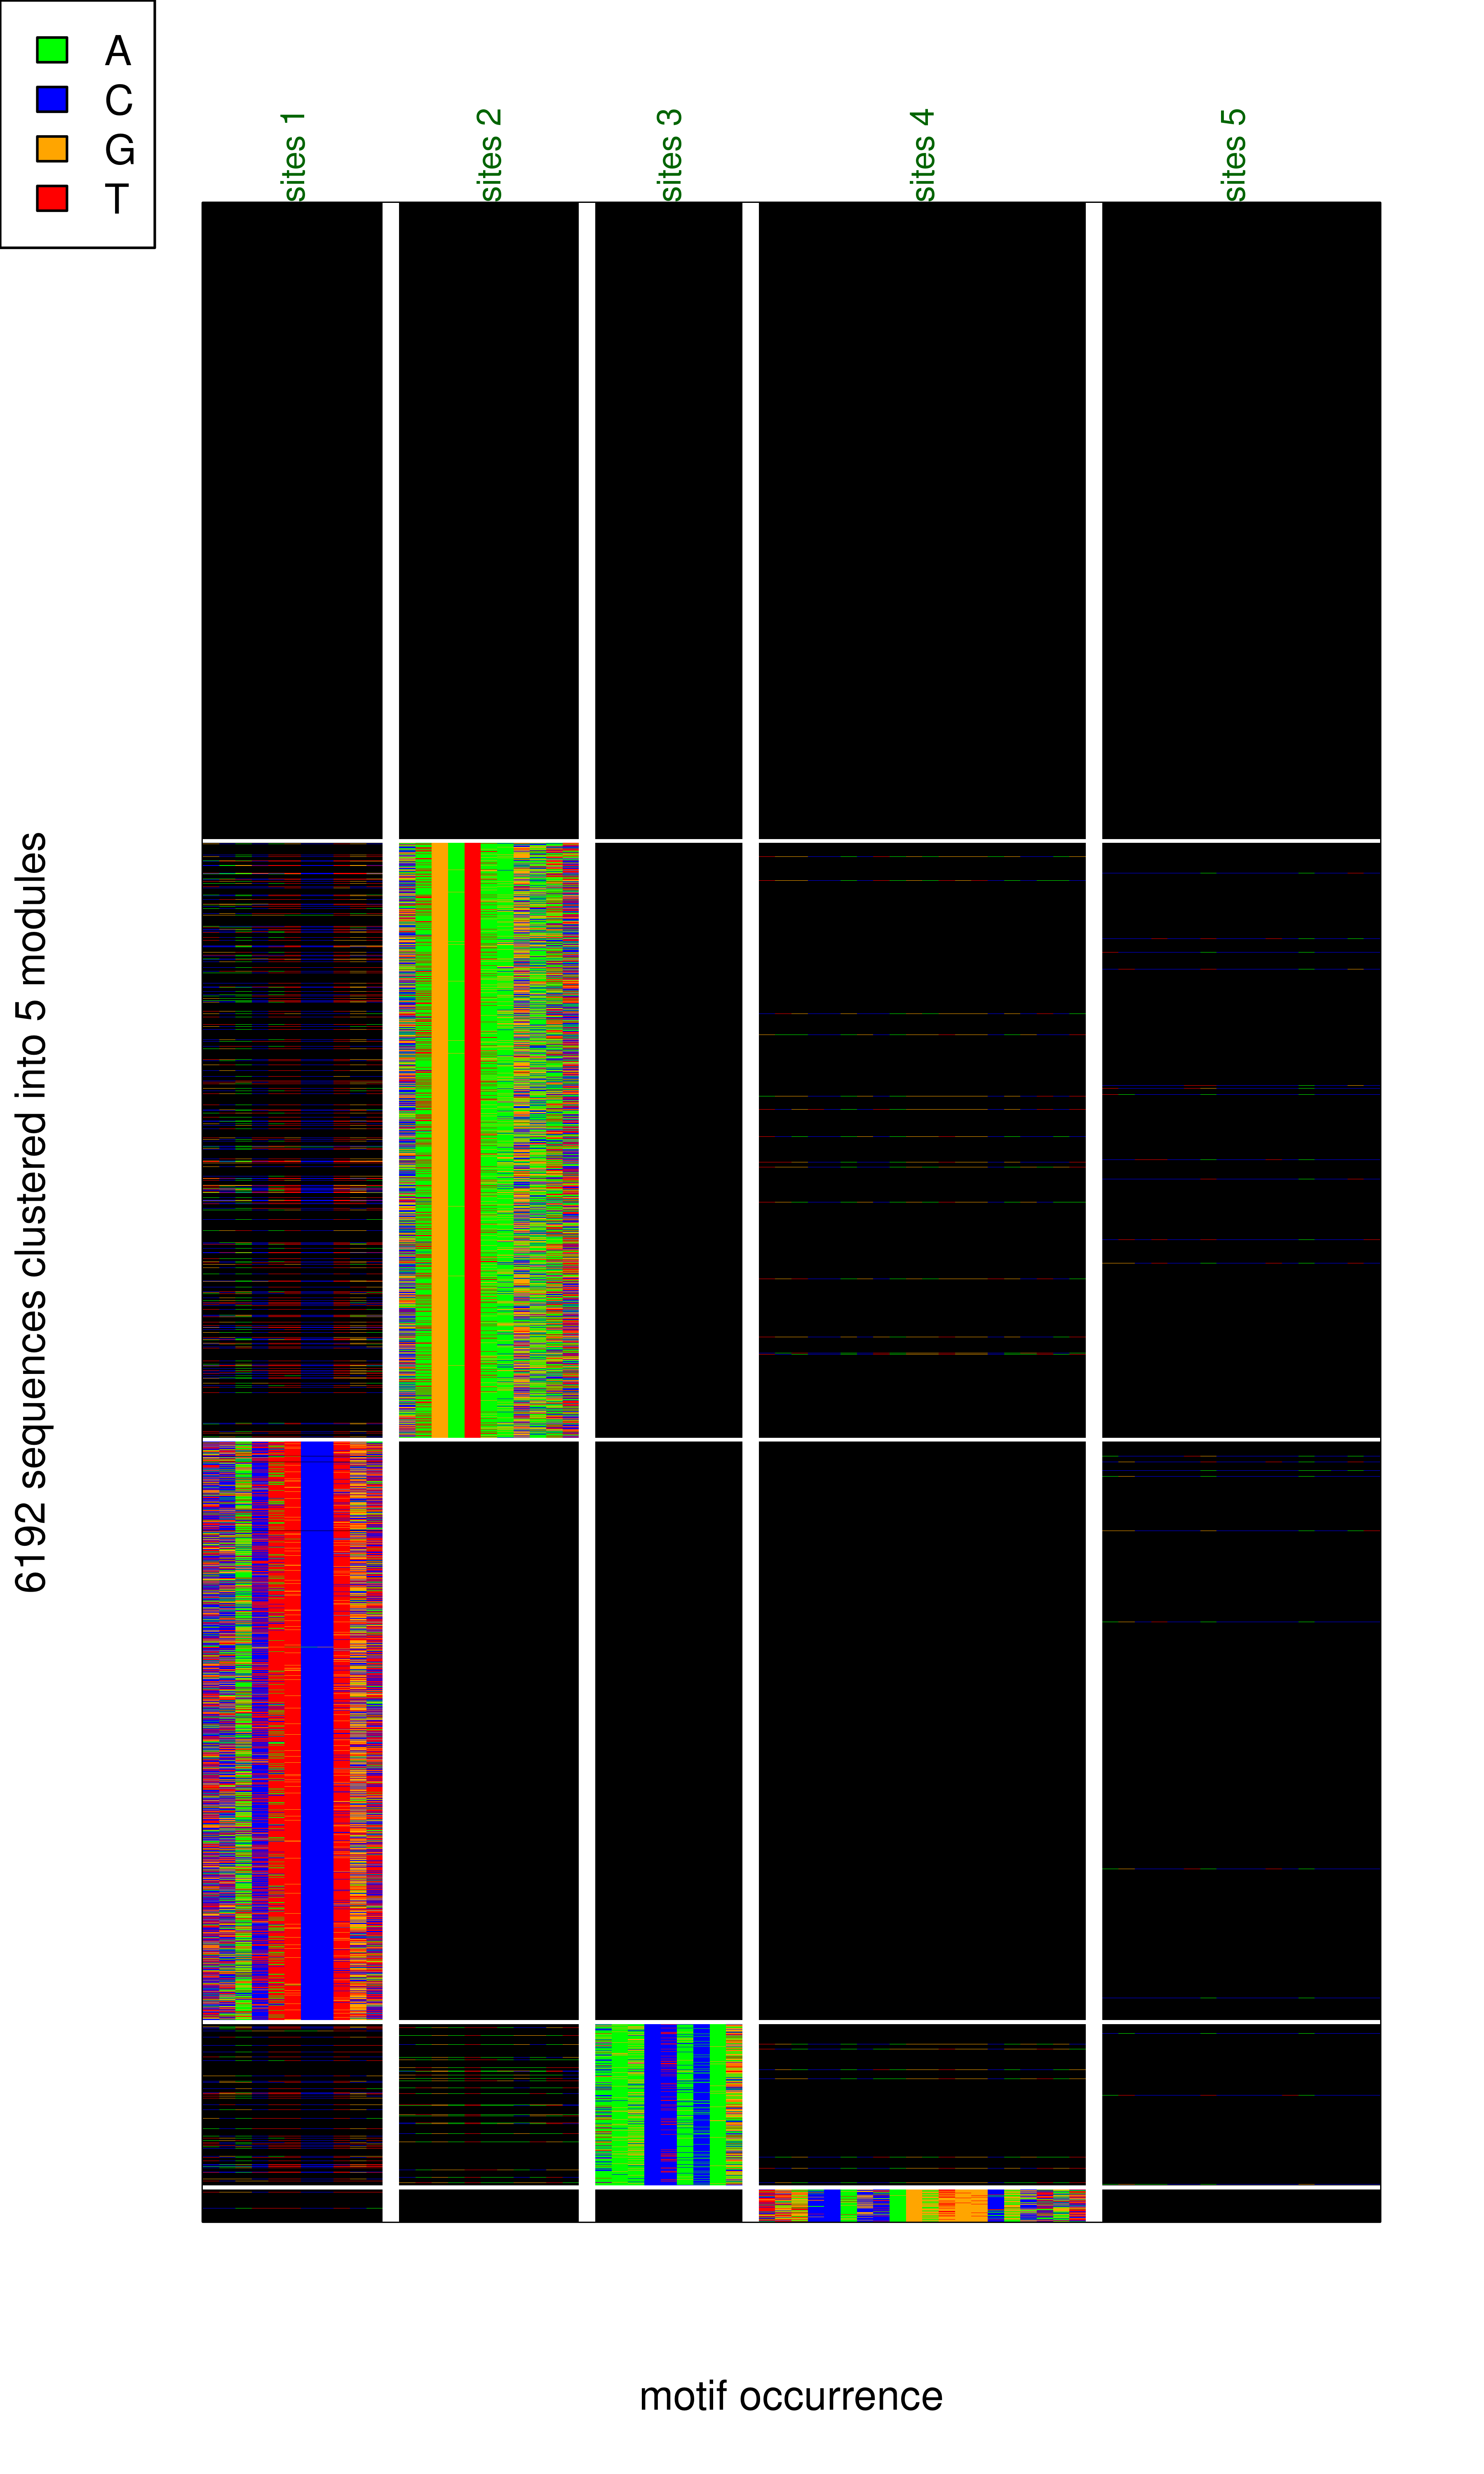 A
C
G
T
sites 1
sites 2
sites 3
sites 4
sites 5
6192 sequences clustered into 5 modules
motif occurrence